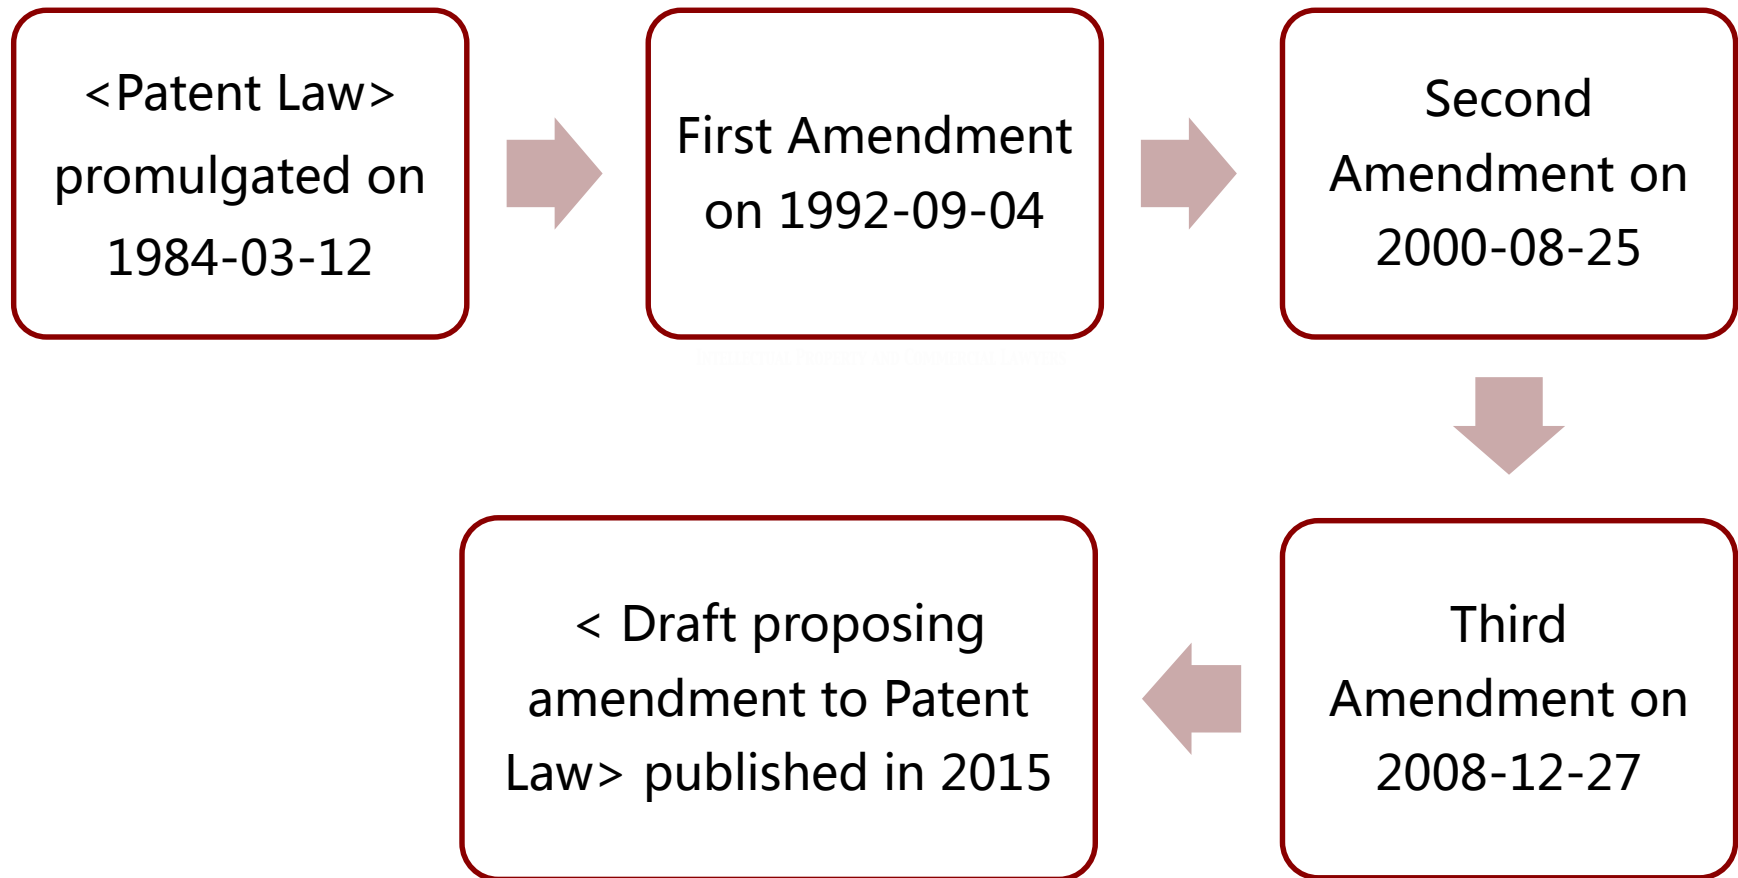 <Patent Law>
promulgated on
1984-03-12
First Amendment
on 1992-09-04
Second
Amendment on
2000-08-25
Third
Amendment on
2008-12-27
< Draft proposing
amendment to Patent
Law> published in 2015